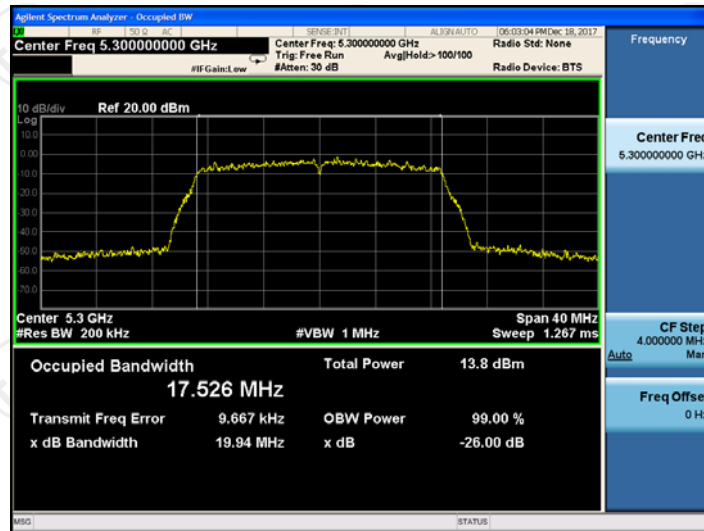 Agilent Spectrum Analyzer - Occupied BW
RF 50 Ω AC SENSE:INT ALIGN AUTO 06:03:04 PM Dec 18, 2017
Center Freq 5.300000000 GHz Center Freq: 5.300000000 GHz Radio Std: None
Trig: Free Run Avg|Hold:>100/100
#IFGain:Low #Atten: 30 dB Radio Device: BTS
Frequency
10 dB/div Ref 20.00 dBm
Log
10.0
0.00
-10.0
-20.0
-30.0
-40.0
-50.0
-60.0
-70.0
Center 5.3 GHz Span 40 MHz
#Res BW 200 kHz #VBW 1 MHz Sweep 1.267 ms
Occupied Bandwidth Total Power 13.8 dBm
17.526 MHz
Transmit Freq Error 9.667 kHz OBW Power 99.00 %
x dB Bandwidth 19.94 MHz x dB -26.00 dB
Center Freq
5.300000000 GHz
CF Step
4.000000 MHz
Auto Man
Freq Offset
0 Hz
MSG STATUS